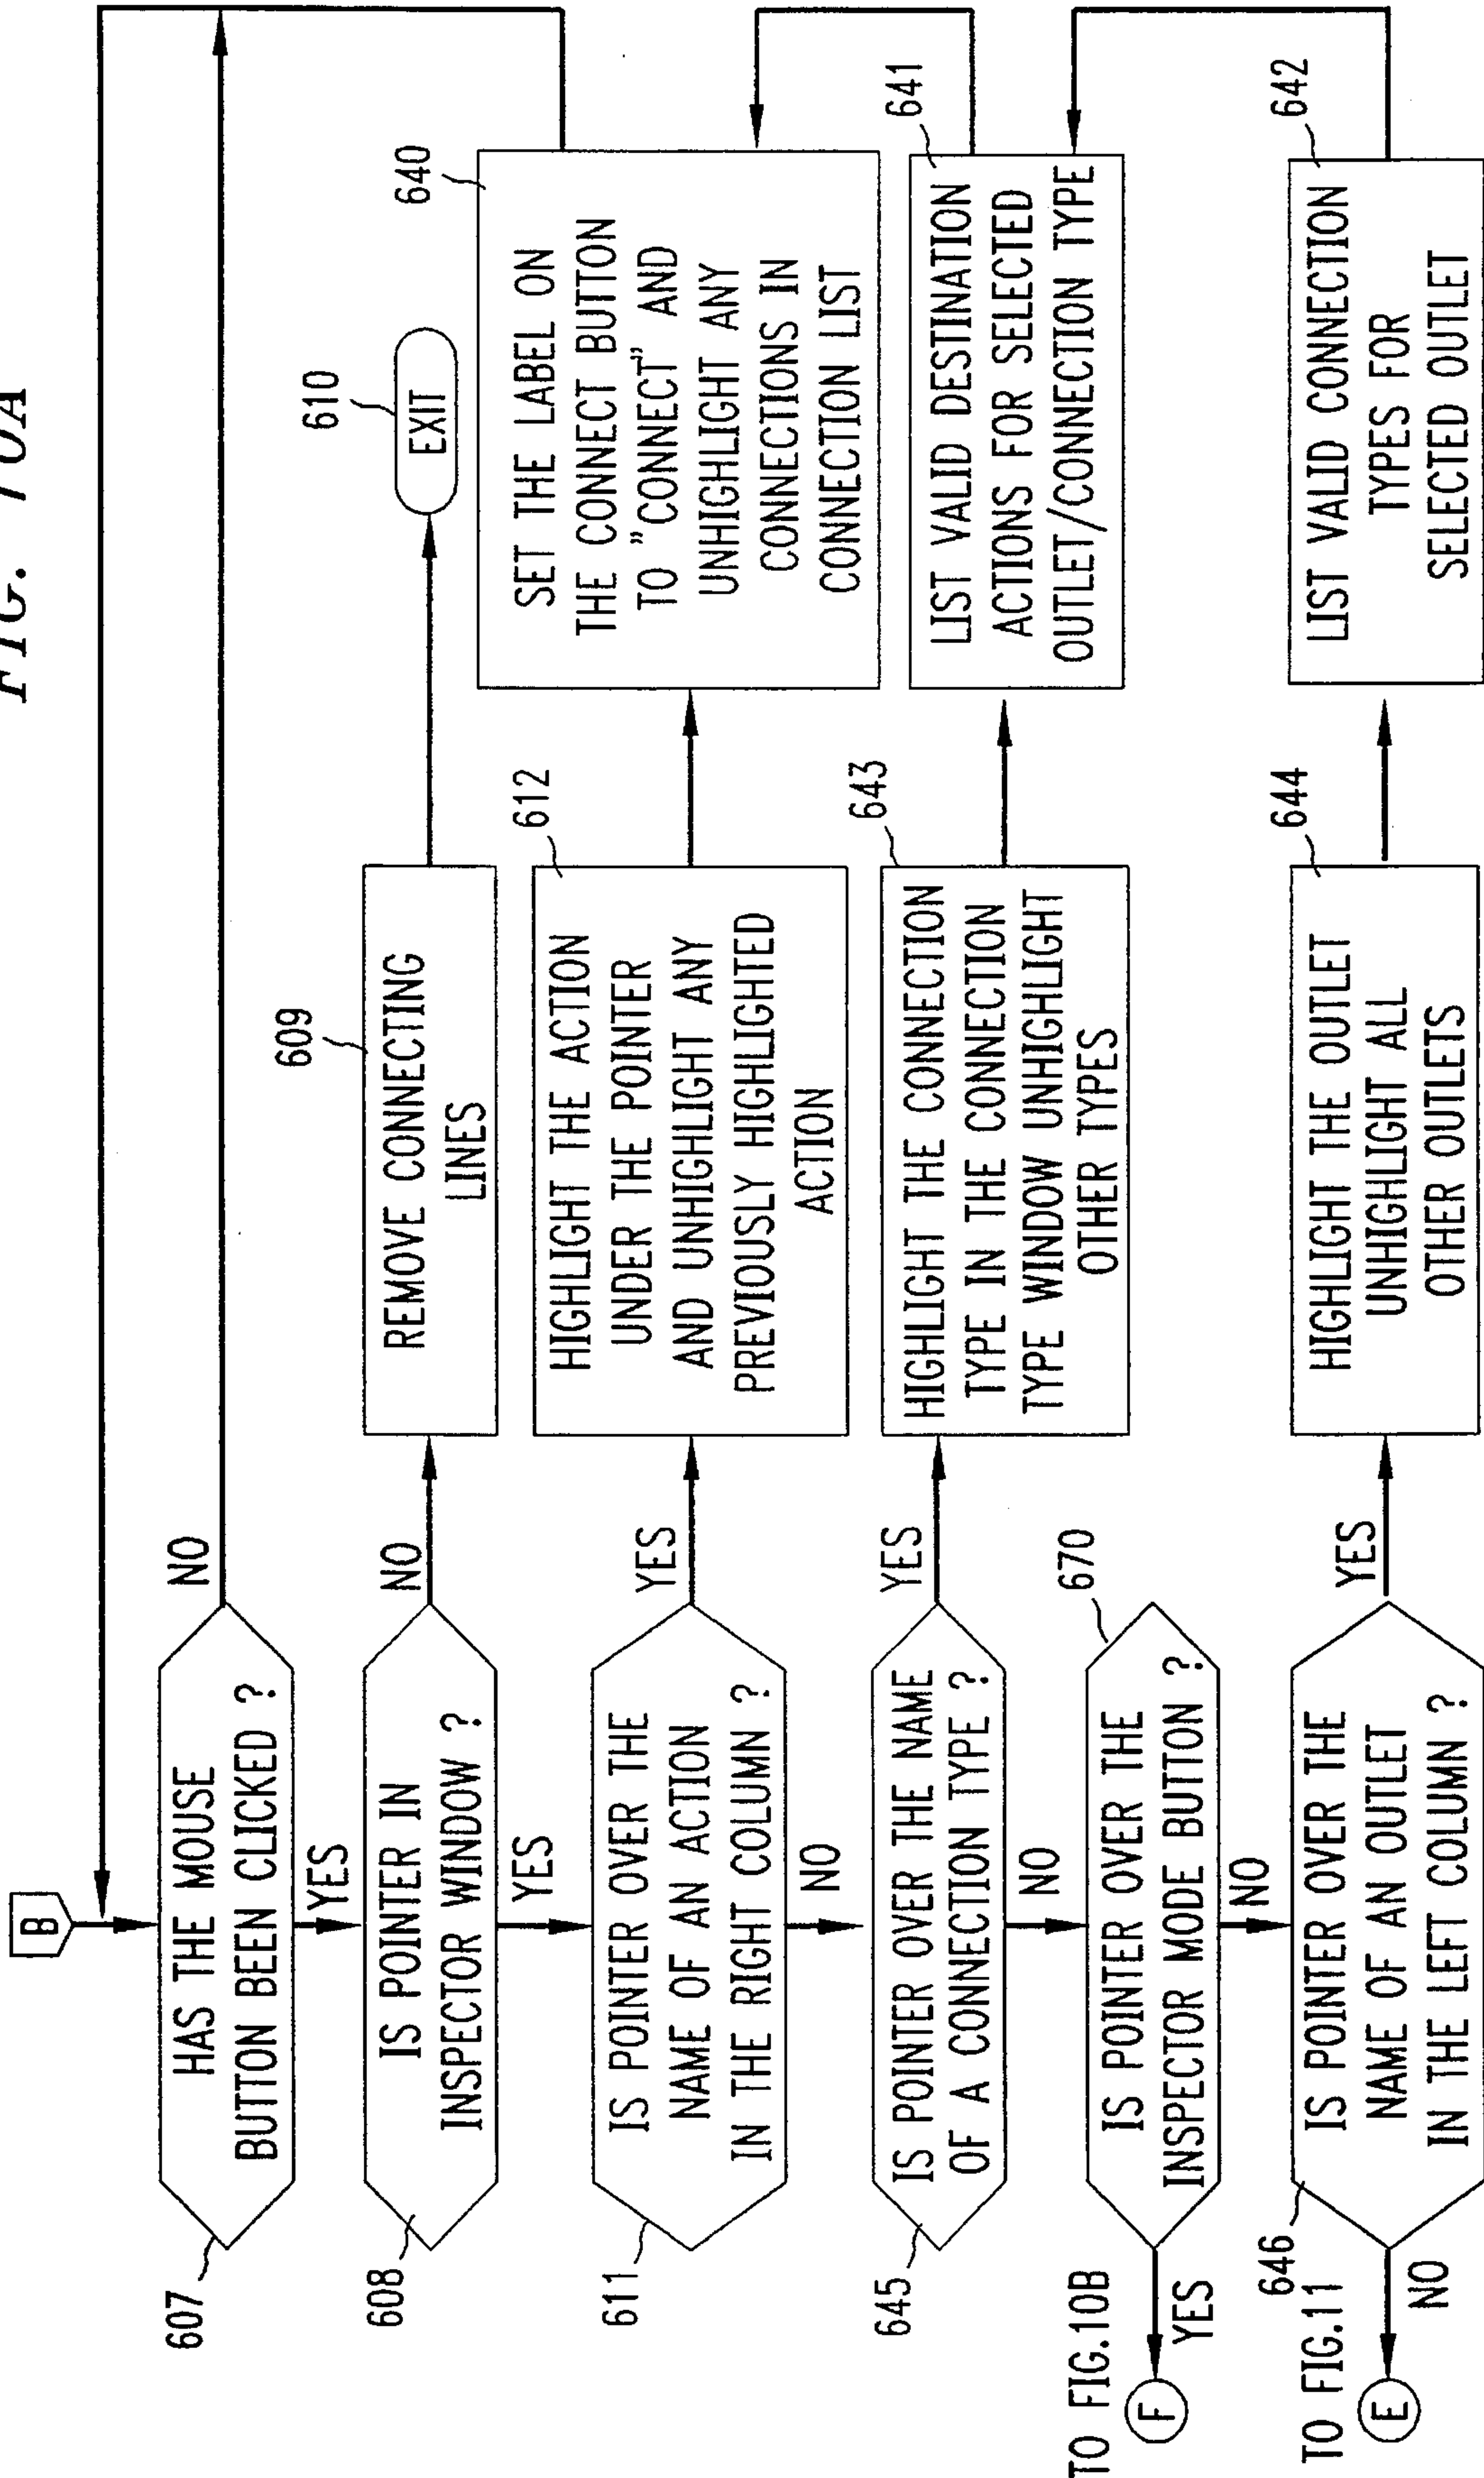 FIG. 10A
B
607
HAS THE MOUSE
BUTTON BEEN CLICKED ?
NO
YES
608
IS POINTER IN
INSPECTOR WINDOW ?
NO
609
REMOVE CONNECTING
LINES
610
EXIT
YES
611
IS POINTER OVER THE
NAME OF AN ACTION
IN THE RIGHT COLUMN ?
YES
612
HIGHLIGHT THE ACTION
UNDER THE POINTER
AND UNHIGHLIGHT ANY
PREVIOUSLY HIGHLIGHTED
ACTION
640
SET THE LABEL ON
THE CONNECT BUTTON
TO "CONNECT" AND
UNHIGHLIGHT ANY
CONNECTIONS IN
CONNECTION LIST
NO
645
IS POINTER OVER THE NAME
OF A CONNECTION TYPE ?
YES
643
HIGHLIGHT THE CONNECTION
TYPE IN THE CONNECTION
TYPE WINDOW UNHIGHLIGHT
OTHER TYPES
641
LIST VALID DESTINATION
ACTIONS FOR SELECTED
OUTLET/CONNECTION TYPE
NO
670
IS POINTER OVER THE
INSPECTOR MODE BUTTON ?
TO FIG.10B
F
YES
NO
646
IS POINTER OVER THE
NAME OF AN OUTLET
IN THE LEFT COLUMN ?
TO FIG.11
E
NO
YES
644
HIGHLIGHT THE OUTLET
UNHIGHLIGHT ALL
OTHER OUTLETS
642
LIST VALID CONNECTION
TYPES FOR
SELECTED OUTLET